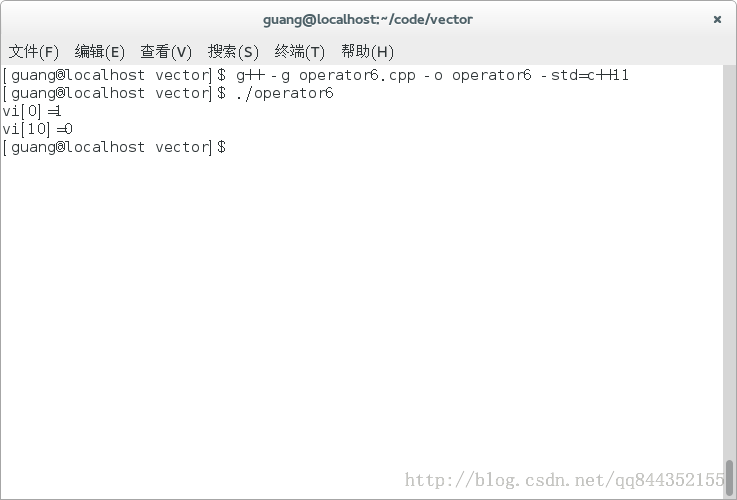 guang@localhost:~/code/vector
文件(F) 编辑(E) 查看(V) 搜索(S) 终端(T) 帮助(H)
[guang@localhost vector]$ g++ -g operator6.cpp -o operator6 -std=c++11
[guang@localhost vector]$ ./operator6
vi[0]=1
vi[10]=0
[guang@localhost vector]$
http://blog.csdn.net/qq844352155